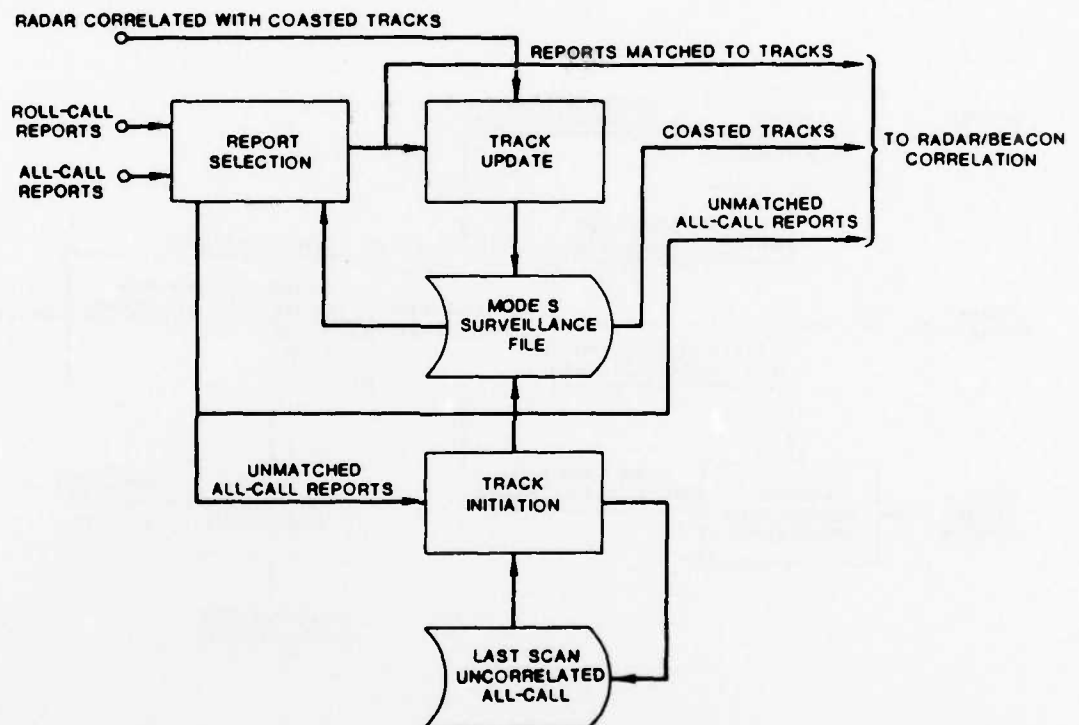 RADAR CORRELATED WITH COASTED TRACKS
REPORTS MATCHED TO TRACKS
ROLL-CALL
REPORTS
ALL-CALL
REPORTS
REPORT
SELECTION
TRACK
UPDATE
COASTED TRACKS
TO RADAR/BEACON
CORRELATION
UNMATCHED
ALL-CALL REPORTS
MODE S
SURVEILLANCE
FILE
UNMATCHED
ALL-CALL REPORTS
TRACK
INITIATION
LAST SCAN
UNCORRELATED
ALL-CALL